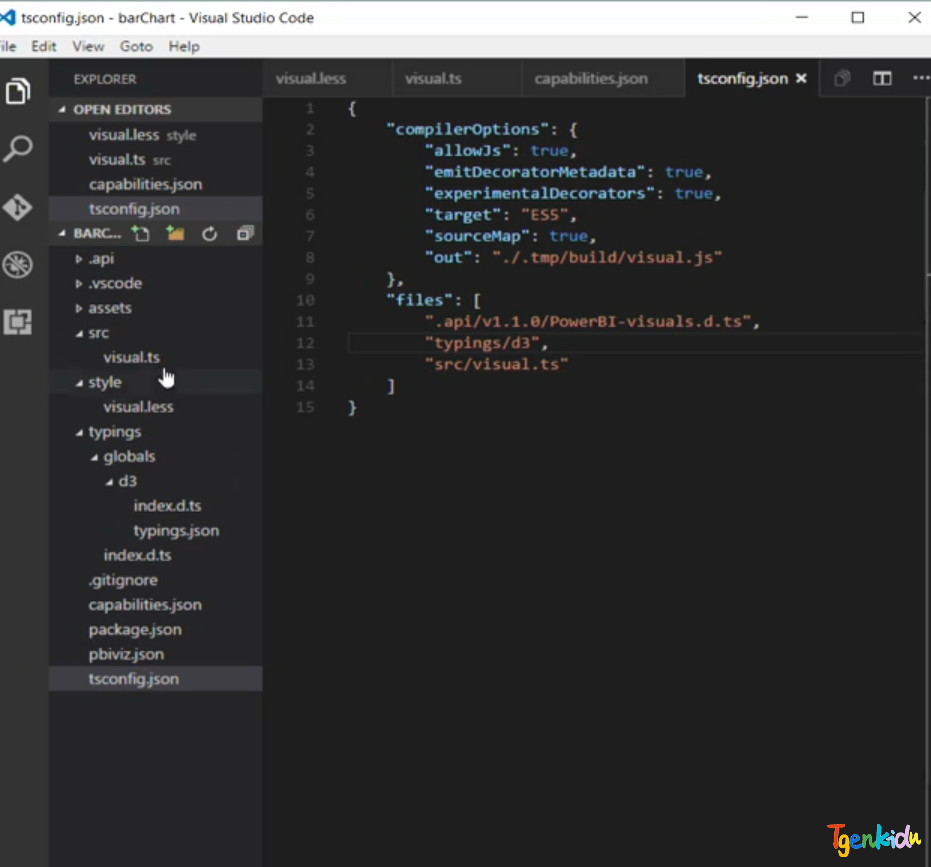 tsconfig.json - barChart - Visual Studio Code
ile Edit View Goto Help
EXPLORER
OPEN EDITORS
visual.less style
visual.ts src
capabilities.json
tsconfig.json
BARC...
.api
.vscode
assets
src
visual.ts
style
visual.less
typings
globals
d3
index.d.ts
typings.json
index.d.ts
.gitignore
capabilities.json
package.json
pbiviz.json
tsconfig.json
visual.less visual.ts capabilities.json tsconfig.json
1 {
2 "compilerOptions": {
3 "allowJs": true,
4 "emitDecoratorMetadata": true,
5 "experimentalDecorators": true,
6 "target": "ES5",
7 "sourceMap": true,
8 "out": "./.tmp/build/visual.js"
9 },
10 "files": [
11 ".api/v1.1.0/PowerBI-visuals.d.ts",
12 "typings/d3",
13 "src/visual.ts"
14 ]
15 }
Tgenkidu